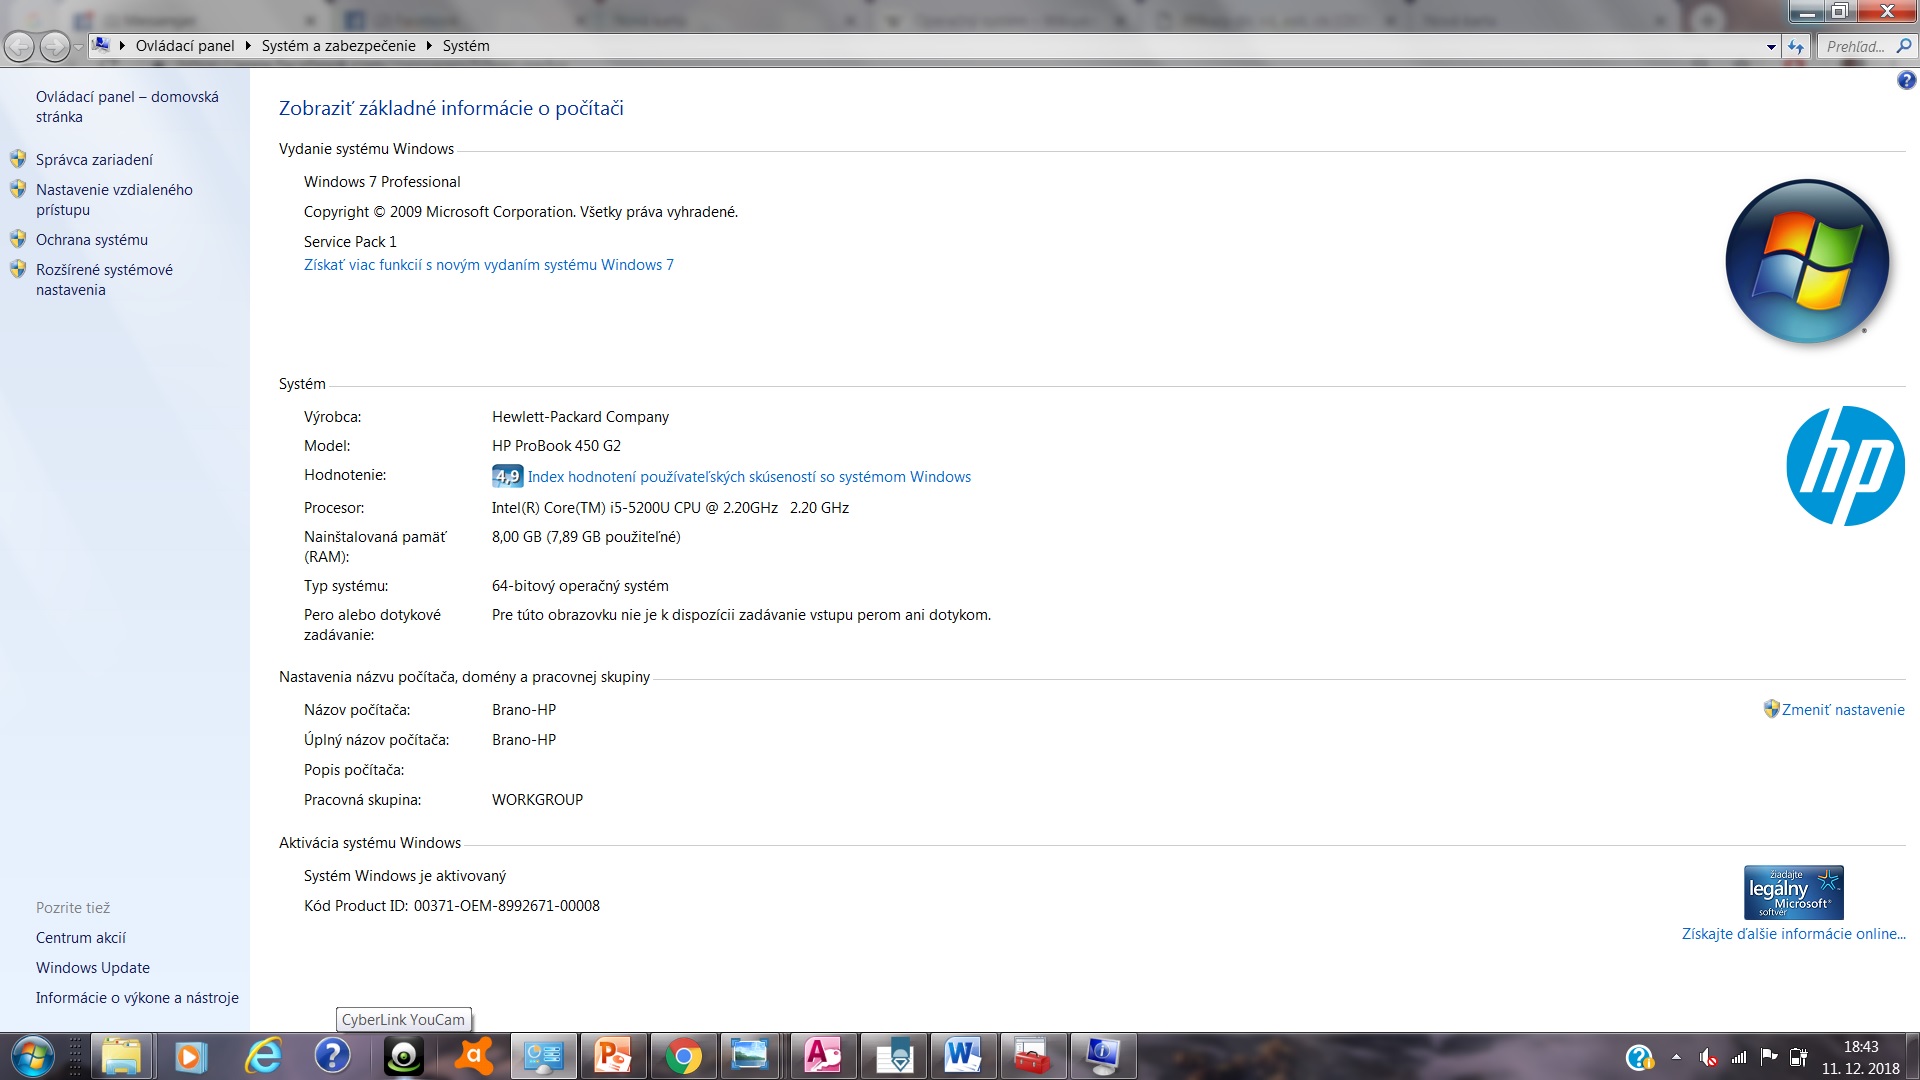 Ovládací panel
Systém a zabezpečenie
Systém
Prehľad...
Ovládací panel – domovská
stránka
Správca zariadení
Nastavenie vzdialeného
prístupu
Ochrana systému
Rozšírené systémové
nastavenia
Zobraziť základné informácie o počítači
Vydanie systému Windows
Windows 7 Professional
Copyright © 2009 Microsoft Corporation. Všetky práva vyhradené.
Service Pack 1
Získať viac funkcií s novým vydaním systému Windows 7
Systém
Výrobca: Hewlett-Packard Company
Model: HP ProBook 450 G2
Hodnotenie: 4,9 Index hodnotení používateľských skúseností so systémom Windows
Procesor: Intel(R) Core(TM) i5-5200U CPU @ 2.20GHz 2.20 GHz
Nainštalovaná pamäť
(RAM):
8,00 GB (7,89 GB použiteľné)
Typ systému: 64-bitový operačný systém
Pero alebo dotykové
zadávanie:
Pre túto obrazovku nie je k dispozícii zadávanie vstupu perom ani dotykom.
hp
Nastavenia názvu počítača, domény a pracovnej skupiny
Názov počítača: Brano-HP
Zmeniť nastavenie
Úplný názov počítača: Brano-HP
Popis počítača:
Pracovná skupina: WORKGROUP
Aktivácia systému Windows
Systém Windows je aktivovaný
Kód Product ID: 00371-OEM-8992671-00008
žiadajte
legálny
Microsoft®
softvér
Získajte ďalšie informácie online...
Pozrite tiež
Centrum akcií
Windows Update
Informácie o výkone a nástroje
CyberLink YouCam
18:43
11. 12. 2018